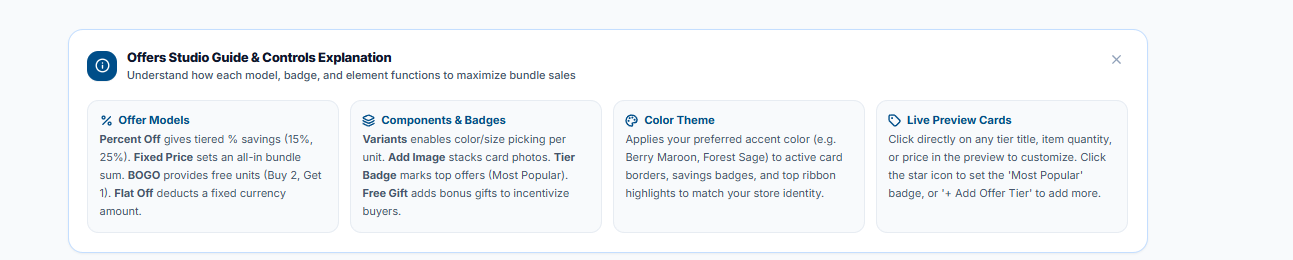 Offers Studio Guide & Controls Explanation
Understand how each model, badge, and element functions to maximize bundle sales
Offer Models
Percent Off gives tiered % savings (15%,
25%). Fixed Price sets an all-in bundle
sum. BOGO provides free units (Buy 2, Get
1). Flat Off deducts a fixed currency
amount.
Components & Badges
Variants enables color/size picking per
unit. Add Image stacks card photos. Tier
Badge marks top offers (Most Popular).
Free Gift adds bonus gifts to incentivize
buyers.
Color Theme
Applies your preferred accent color (e.g.
Berry Maroon, Forest Sage) to active card
borders, savings badges, and top ribbon
highlights to match your store identity.
Live Preview Cards
Click directly on any tier title, item quantity,
or price in the preview to customize. Click
the star icon to set the 'Most Popular'
badge, or '+ Add Offer Tier' to add more.